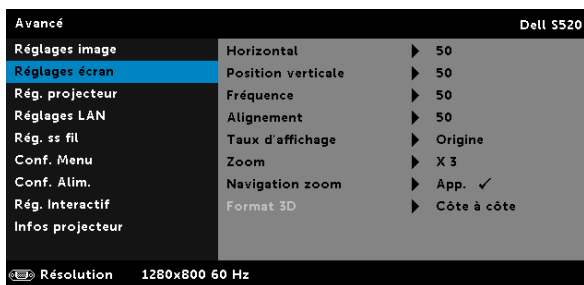 Avancé Dell S520
Réglages image Horizontal 50
Réglages écran Position verticale 50
Rég. projecteur Fréquence 50
Réglages LAN Alignement 50
Rég. ss fil Taux d'affichage Origine
Conf. Menu Zoom X 3
Conf. Alim. Navigation zoom App. ✓
Rég. Interactif Format 3D Côte à côte
Infos projecteur
Résolution 1280x800 60 Hz